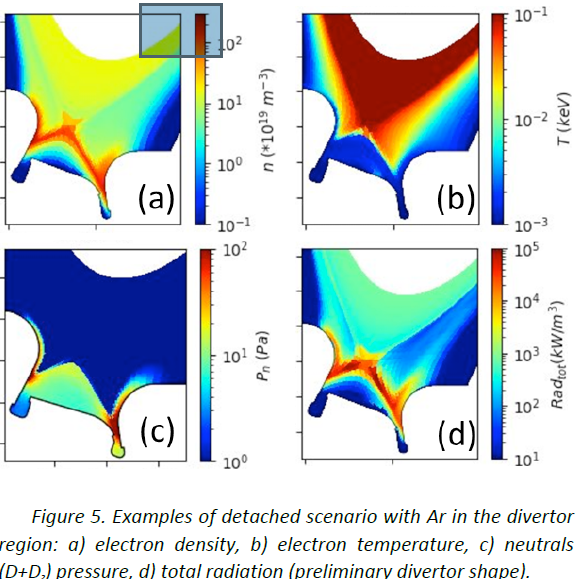 10²
10¹
10⁰
10⁻¹
n (*10¹⁹ m⁻³)
(a)
10⁻¹
10⁻²
10⁻³
T (keV)
(b)
10²
10¹
10⁰
Pₙ (Pa)
(c)
10⁵
10⁴
10³
10²
10¹
Radₜₒₜ(kW/m³)
(d)
Figure 5. Examples of detached scenario with Ar in the divertor
region: a) electron density, b) electron temperature, c) neutrals
(D+D₂) pressure, d) total radiation (preliminary divertor shape).